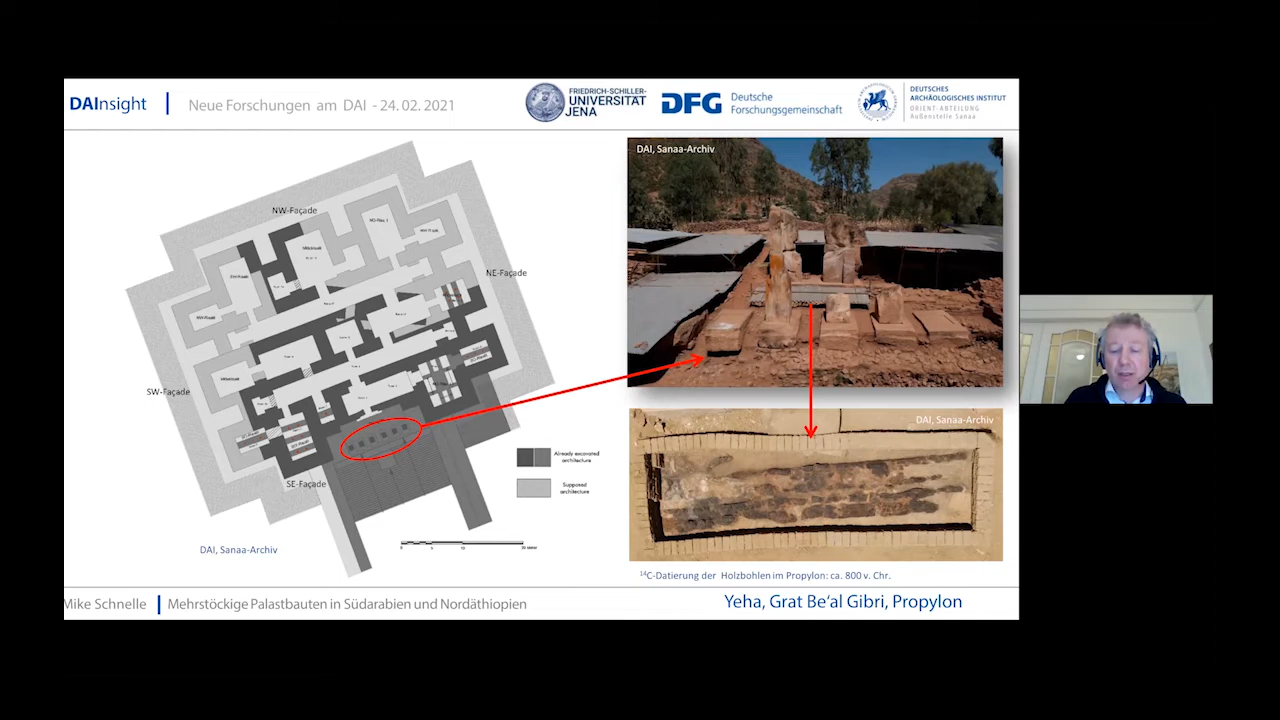 DAInsight
Neue Forschungen am DAI - 24. 02. 2021
FRIEDRICH-SCHILLER-
UNIVERSITÄT
JENA
DFG
Deutsche
Forschungsgemeinschaft
DEUTSCHES
ARCHÄOLOGISCHES INSTITUT
ORIENT-ABTEILUNG
Außenstelle Sanaa
NW-Façade
NE-Façade
SW-Façade
SE-Façade
Already excavated
architecture
Supposed
architecture
DAI, Sanaa-Archiv
DAI, Sanaa-Archiv
DAI, Sanaa-Archiv
14C-Datierung der Holzbohlen im Propylon: ca. 800 v. Chr.
Mike Schnelle
Mehrstöckige Palastbauten in Südarabien und Nordäthiopien
Yeha, Grat Be‘al Gibri, Propylon